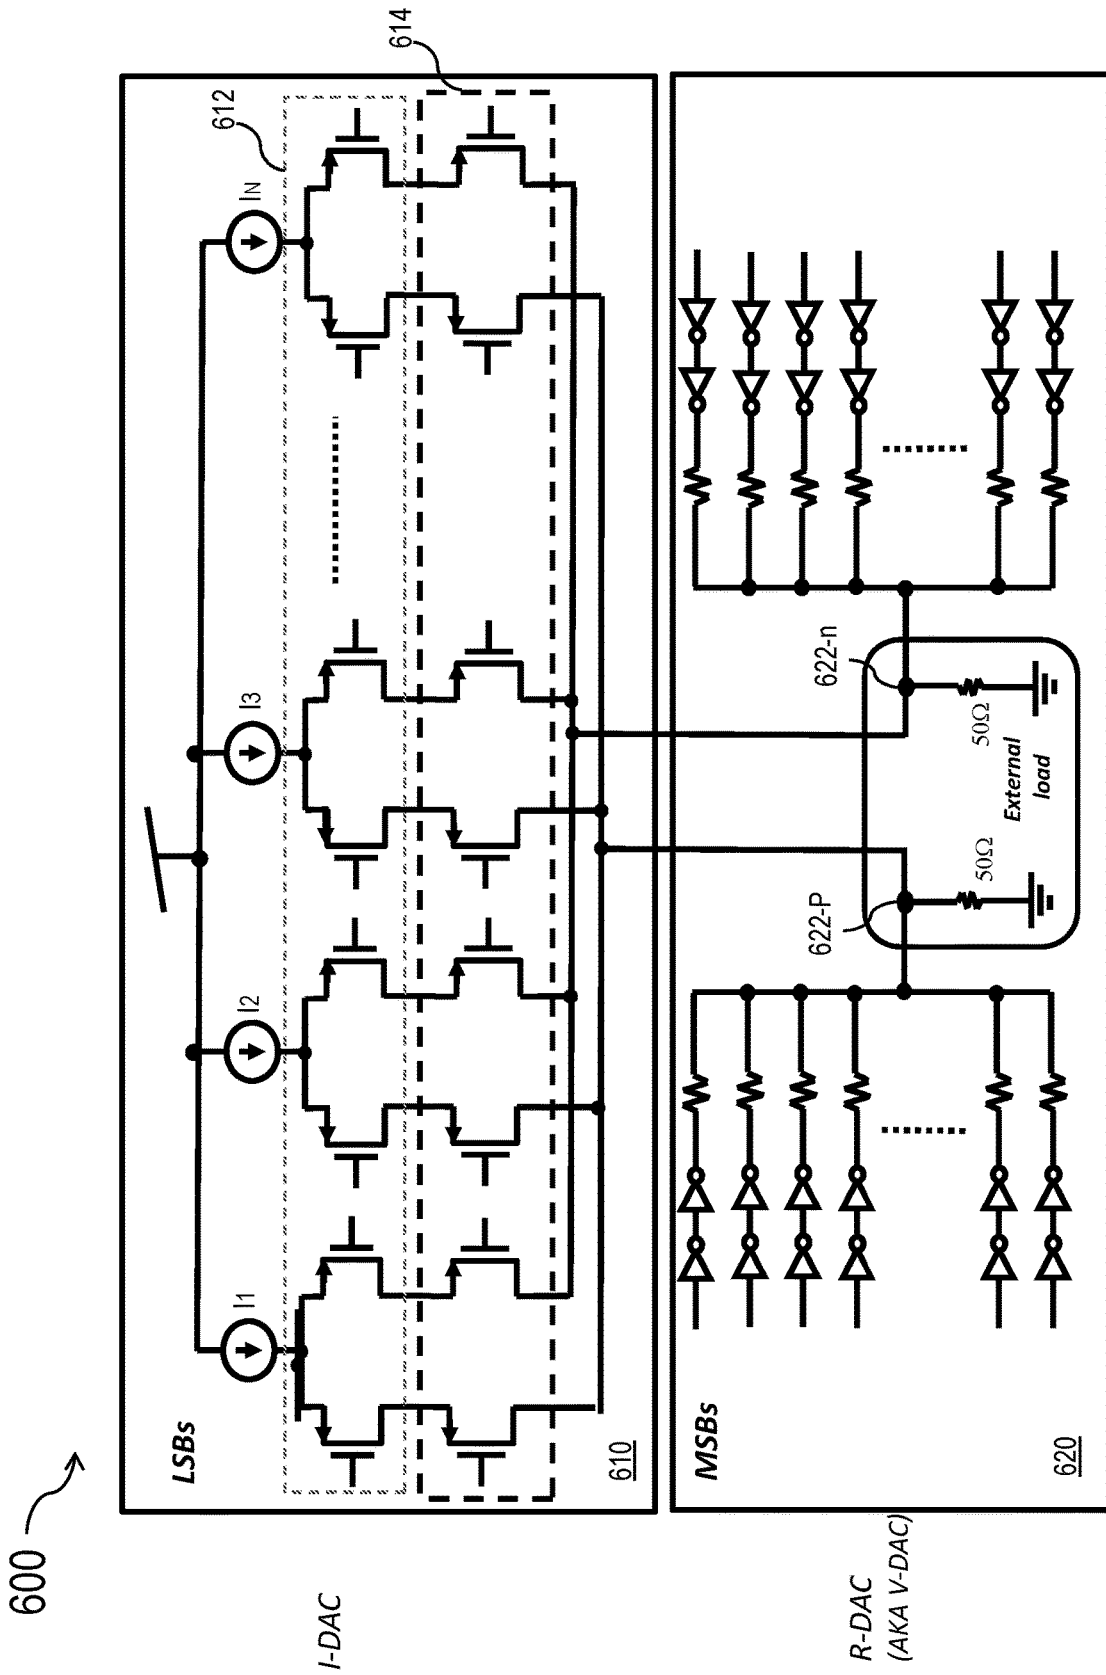 600
I-DAC
LSBs
I1
I2
I3
IN
612
614
610
R-DAC
(AKA V-DAC)
MSBs
622-P
622-n
50Ω
50Ω
External
load
620